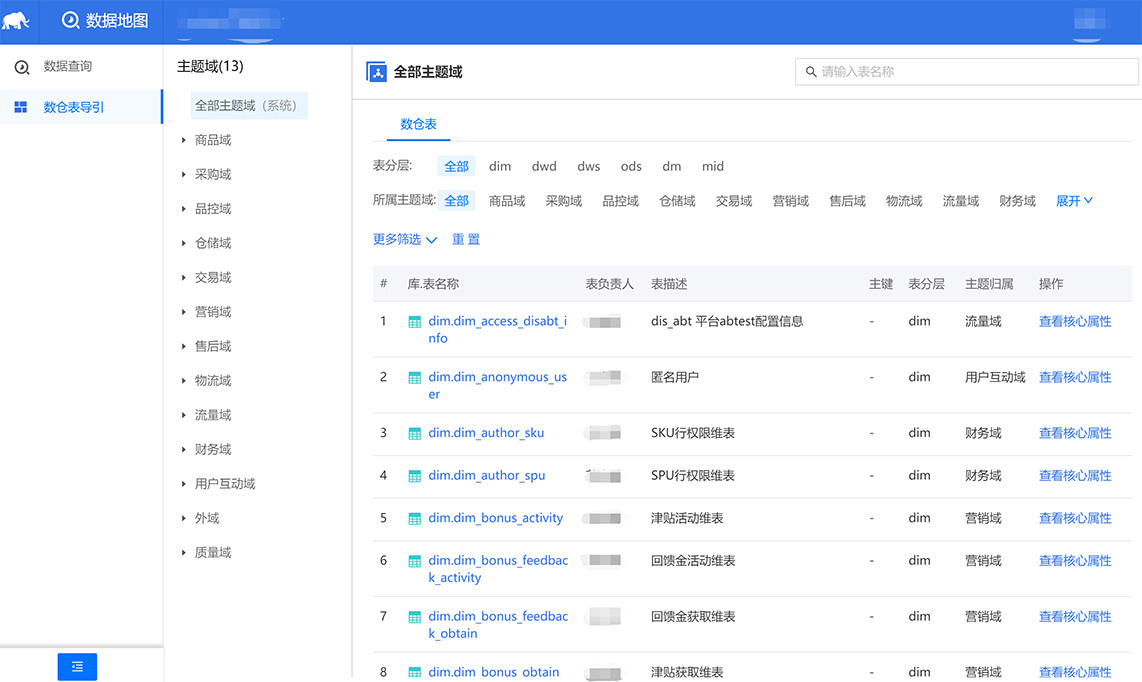 数据地图
数据查询
数仓表导引
主题域(13)
全部主题域（系统）
商品域
采购域
品控域
仓储域
交易域
营销域
售后域
物流域
流量域
财务域
用户互动域
外域
质量域
全部主题域
请输入表名称
数仓表
表分层: 全部 dim dwd dws ods dm mid
所属主题域: 全部 商品域 采购域 品控域 仓储域 交易域 营销域 售后域 物流域 流量域 财务域 展开
更多筛选 重 置
# 库.表名称 表负责人 表描述 主键 表分层 主题归属 操作
1 dim.dim_access_disabt_i dis_abt 平台abtest配置信息 - dim 流量域 查看核心属性
nfo
2 dim.dim_anonymous_us 匿名用户 - dim 用户互动域 查看核心属性
er
3 dim.dim_author_sku SKU行权限维表 - dim 财务域 查看核心属性
4 dim.dim_author_spu SPU行权限维表 - dim 财务域 查看核心属性
5 dim.dim_bonus_activity 津贴活动维表 - dim 营销域 查看核心属性
6 dim.dim_bonus_feedbac 回馈金活动维表 - dim 营销域 查看核心属性
k_activity
7 dim.dim_bonus_feedbac 回馈金获取维表 - dim 营销域 查看核心属性
k_obtain
8 dim.dim_bonus_obtain 津贴获取维表 - dim 营销域 查看核心属性